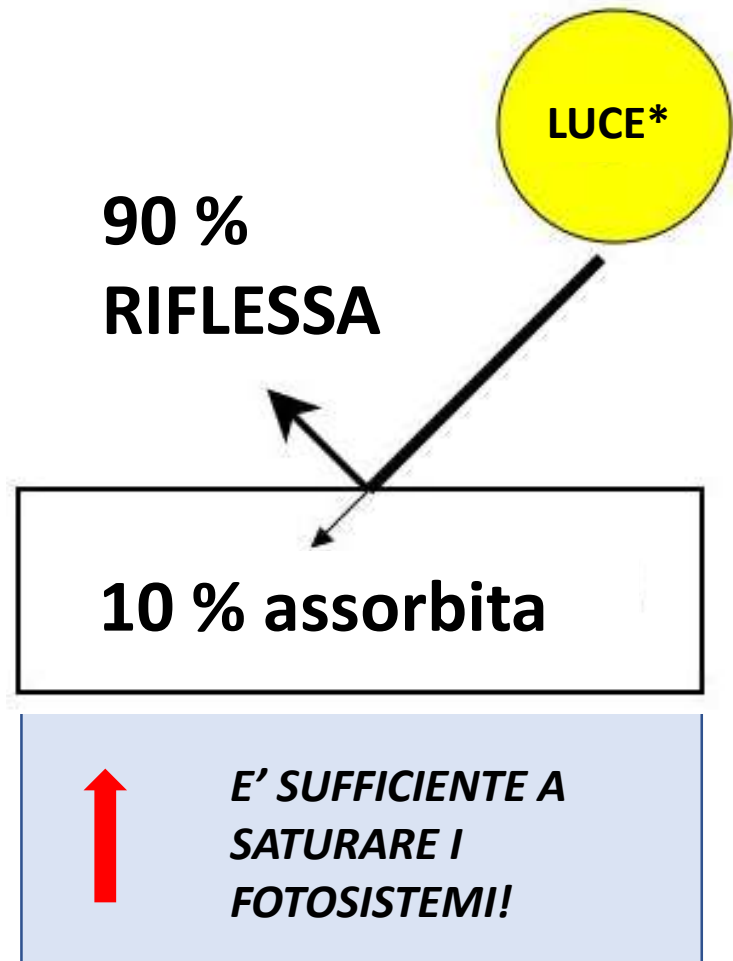 LUCE*
90 %
RIFLESSA
10 % assorbita
E’ SUFFICIENTE A
SATURARE I
FOTOSISTEMI!